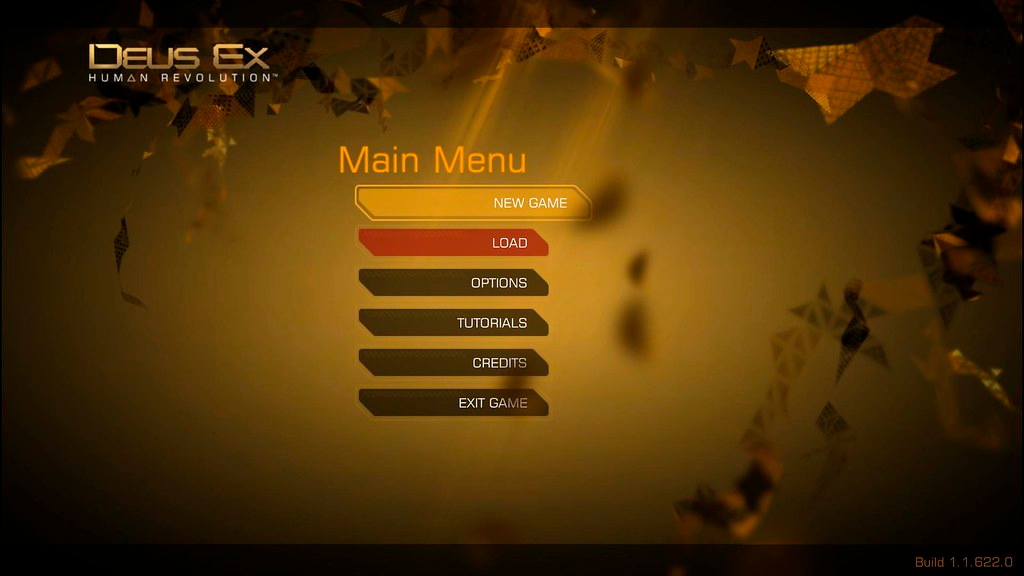 DEUS EX
HUMAN REVOLUTION™
Main Menu
NEW GAME
LOAD
OPTIONS
TUTORIALS
CREDITS
EXIT GAME
Build 1.1.622.0